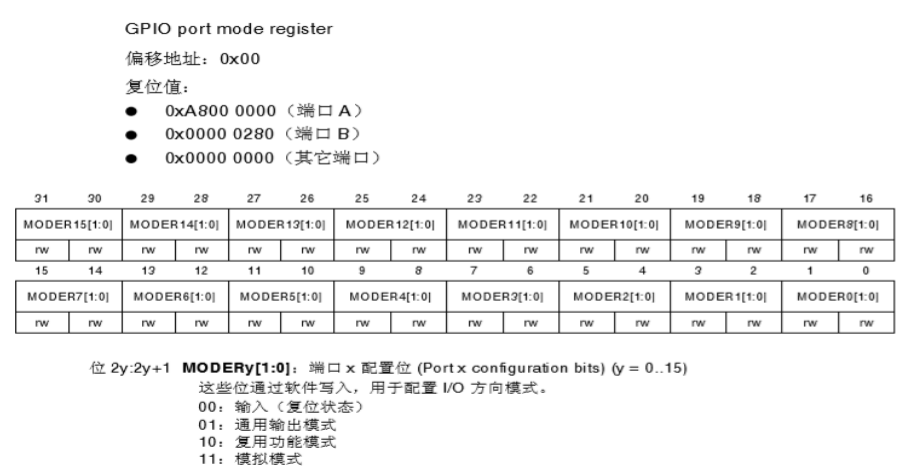 GPIO port mode register
偏移地址：0x00
复位值：
● 0xA800 0000（端口 A）
● 0x0000 0280（端口 B）
● 0x0000 0000（其它端口）
31 30 29 28 27 26 25 24 23 22 21 20 19 18 17 16
MODER15[1:0] MODER14[1:0] MODER13[1:0] MODER12[1:0] MODER11[1:0] MODER10[1:0] MODER9[1:0] MODER8[1:0]
rw rw rw rw rw rw rw rw rw rw rw rw rw rw rw rw
15 14 13 12 11 10 9 8 7 6 5 4 3 2 1 0
MODER7[1:0] MODER6[1:0] MODER5[1:0] MODER4[1:0] MODER3[1:0] MODER2[1:0] MODER1[1:0] MODER0[1:0]
rw rw rw rw rw rw rw rw rw rw rw rw rw rw rw rw
位 2y:2y+1 MODERy[1:0]：端口 x 配置位 (Port x configuration bits) (y = 0..15)
这些位通过软件写入，用于配置 I/O 方向模式。
00：输入（复位状态）
01：通用输出模式
10：复用功能模式
11：模拟模式